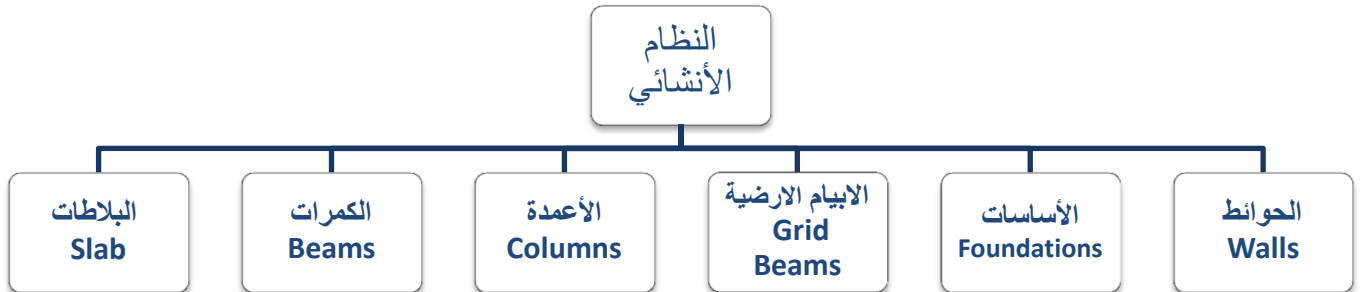 النظام
الأنشائي
البلاطات
Slab
الكمرات
Beams
الأعمدة
Columns
الابيام الارضية
Grid
Beams
الأساسات
Foundations
الحوائط
Walls